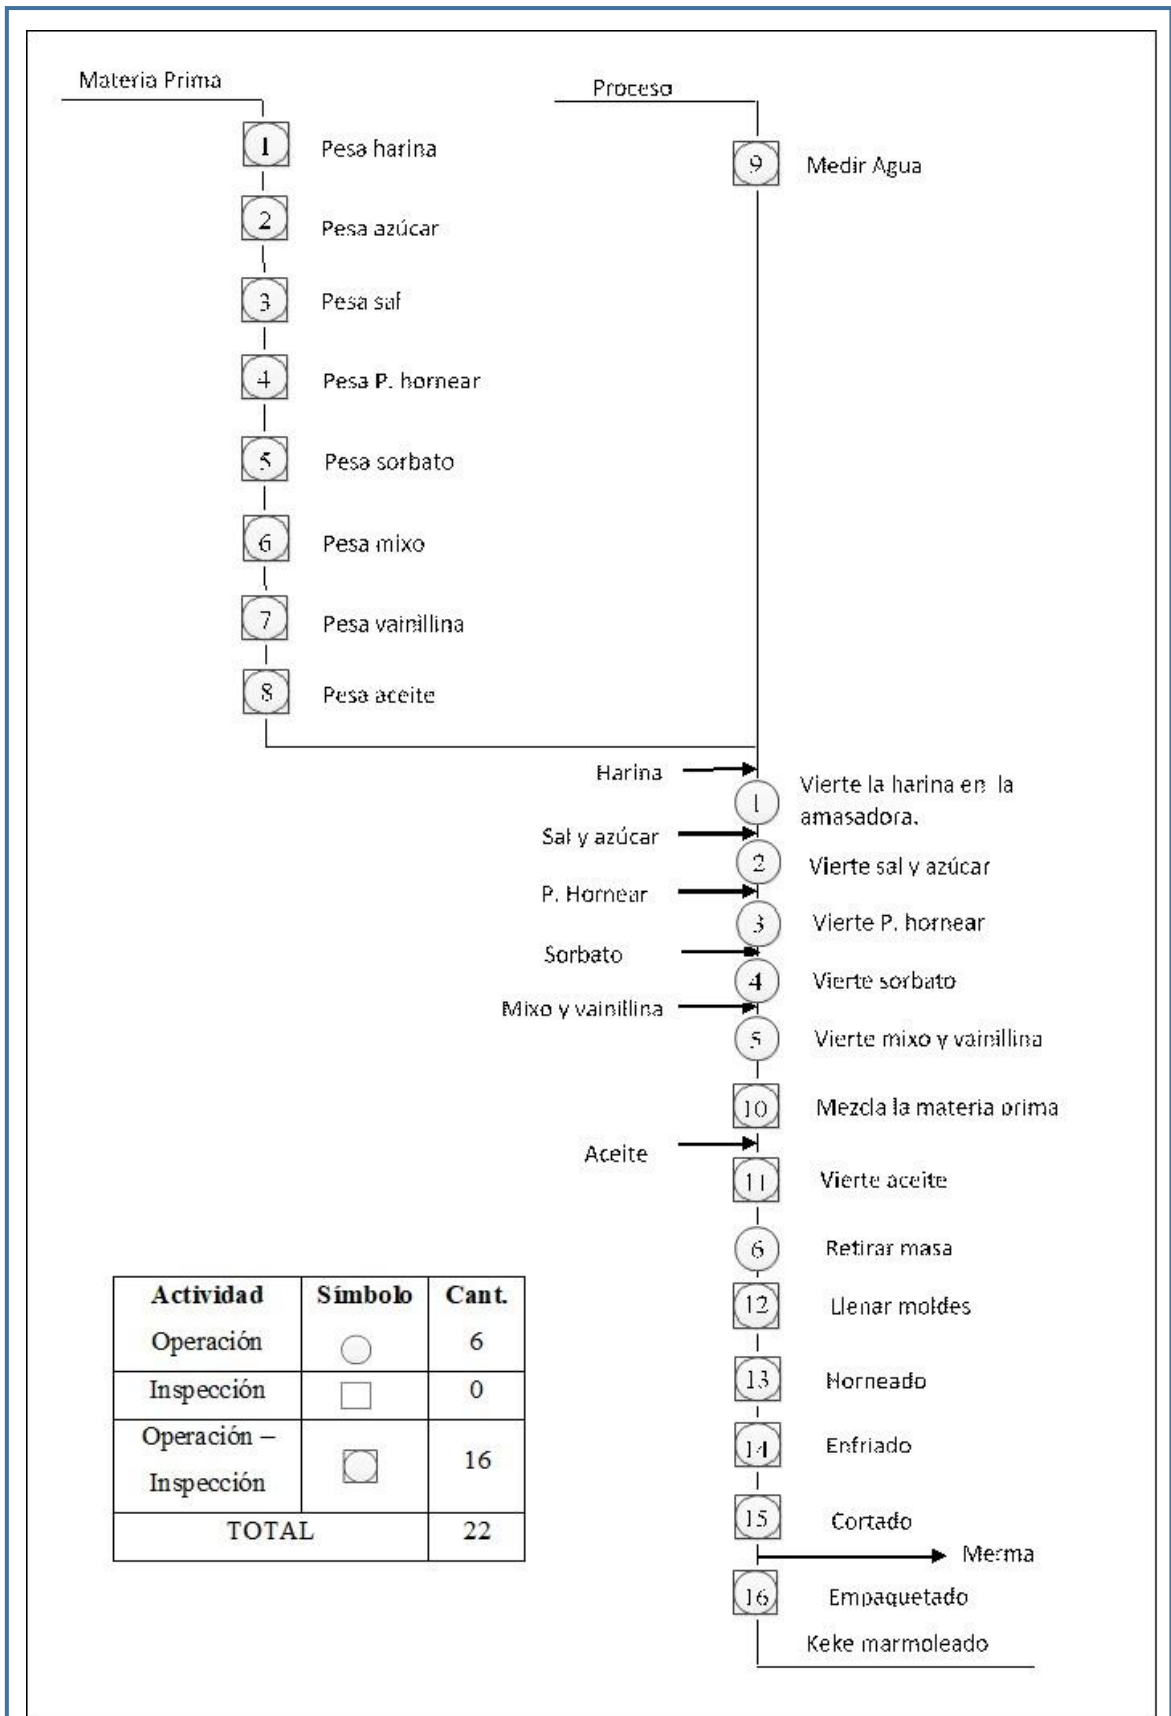 Materia Prima
1 Pesa harina
2 Pesa azúcar
3 Pesa sal
4 Pesa P. hornear
5 Pesa sorbato
6 Pesa mixo
7 Pesa vainillina
8 Pesa aceite
Proceso
9 Medir Agua
Harina
1 Vierte la harina en la
amasadora.
Sal y azúcar
2 Vierte sal y azúcar
P. Hornear
3 Vierte P. hornear
Sorbato
4 Vierte sorbato
Mixo y vainillina
5 Vierte mixo y vainillina
10 Mezcla la materia prima
Aceite
11 Vierte aceite
6 Retirar masa
12 Llenar moldes
13 Horneado
14 Enfriado
15 Cortado
Merma
16 Empaquetado
Keke marmoleado
Actividad Símbolo Cant.
Operación 6
Inspección 0
Operación –
Inspección 16
TOTAL 22